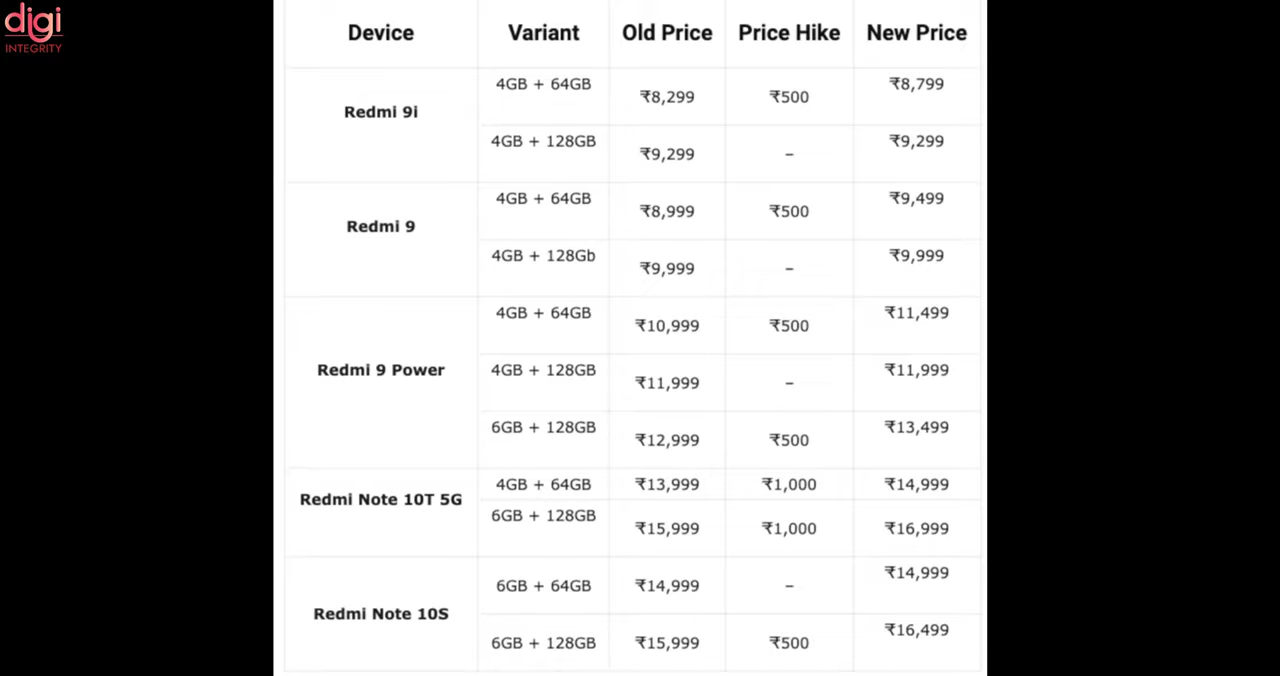 digi
INTEGRITY
Device Variant Old Price Price Hike New Price
Redmi 9i 4GB + 64GB ₹8,299 ₹500 ₹8,799
4GB + 128GB ₹9,299 – ₹9,299
Redmi 9 4GB + 64GB ₹8,999 ₹500 ₹9,499
4GB + 128Gb ₹9,999 – ₹9,999
Redmi 9 Power 4GB + 64GB ₹10,999 ₹500 ₹11,499
4GB + 128GB ₹11,999 – ₹11,999
6GB + 128GB ₹12,999 ₹500 ₹13,499
Redmi Note 10T 5G 4GB + 64GB ₹13,999 ₹1,000 ₹14,999
6GB + 128GB ₹15,999 ₹1,000 ₹16,999
Redmi Note 10S 6GB + 64GB ₹14,999 – ₹14,999
6GB + 128GB ₹15,999 ₹500 ₹16,499